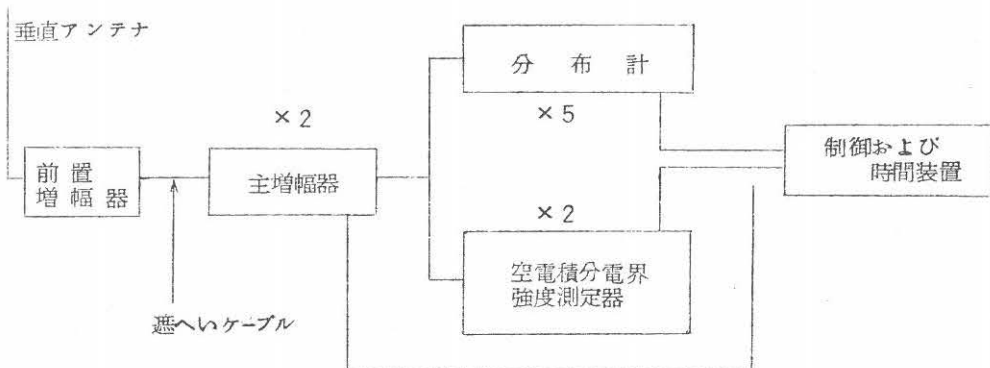 垂直アンテナ
前置
増幅器
×2
主増幅器
遮へいケーブル
分布計
×5
×2
空電積分電界
強度測定器
制御および
時間装置